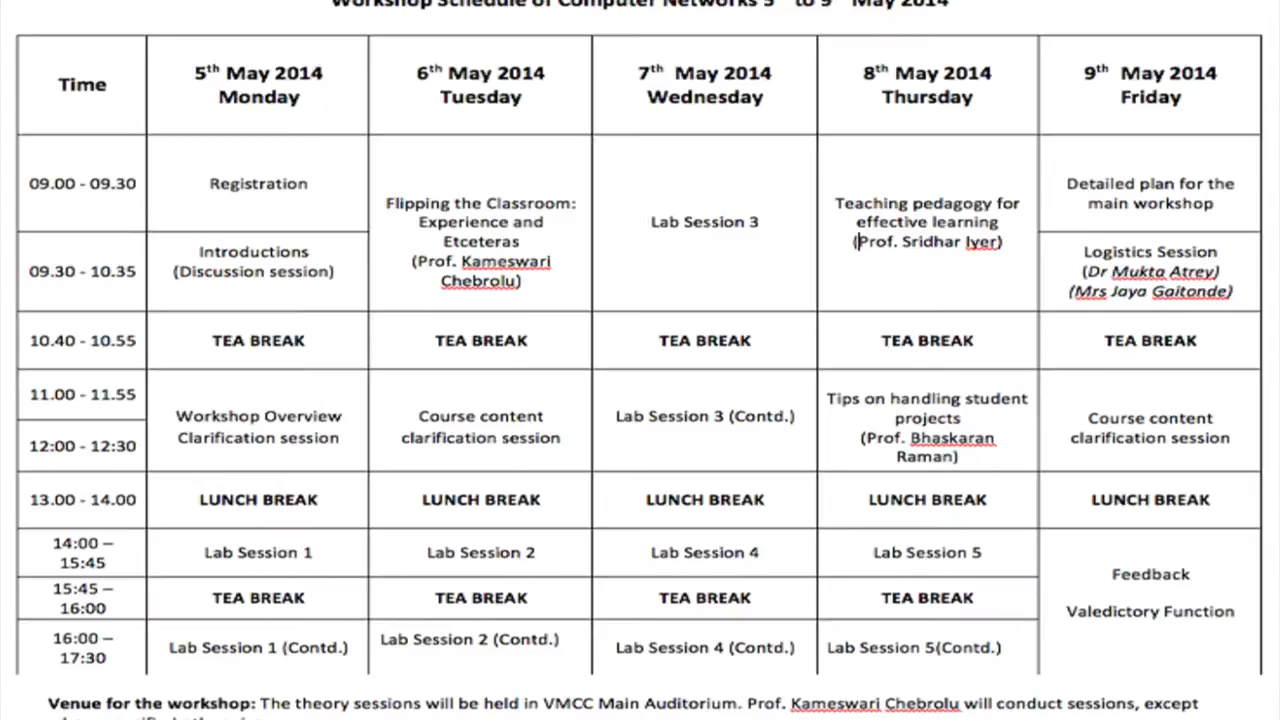 Workshop Schedule of Computer Networks 5th to 9th May 2014
Time
5th May 2014
Monday
6th May 2014
Tuesday
7th May 2014
Wednesday
8th May 2014
Thursday
9th May 2014
Friday
09.00 - 09.30
Registration
Flipping the Classroom:
Experience and
Etceteras
(Prof. Kameswari
Chebrolu)
Lab Session 3
Teaching pedagogy for
effective learning
(Prof. Sridhar Iyer)
Detailed plan for the
main workshop
09.30 - 10.35
Introductions
(Discussion session)
Logistics Session
(Dr Mukta Atrey)
(Mrs Jaya Gaitonde)
10.40 - 10.55
TEA BREAK
TEA BREAK
TEA BREAK
TEA BREAK
TEA BREAK
11.00 - 11.55
12:00 - 12:30
Workshop Overview
Clarification session
Course content
clarification session
Lab Session 3 (Contd.)
Tips on handling student
projects
(Prof. Bhaskaran
Raman)
Course content
clarification session
13.00 - 14.00
LUNCH BREAK
LUNCH BREAK
LUNCH BREAK
LUNCH BREAK
LUNCH BREAK
14:00 –
15:45
Lab Session 1
Lab Session 2
Lab Session 4
Lab Session 5
Feedback
Valedictory Function
15:45 –
16:00
TEA BREAK
TEA BREAK
TEA BREAK
TEA BREAK
16:00 –
17:30
Lab Session 1 (Contd.)
Lab Session 2 (Contd.)
Lab Session 4 (Contd.)
Lab Session 5(Contd.)
Venue for the workshop: The theory sessions will be held in VMCC Main Auditorium. Prof. Kameswari Chebrolu will conduct sessions, except